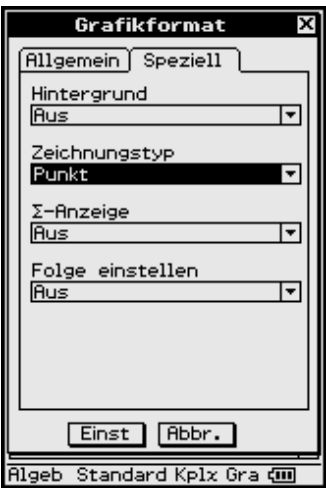 Grafikformat
Allgemein Speziell
Hintergrund
Aus
Zeichnungstyp
Punkt
Σ-Anzeige
Aus
Folge einstellen
Aus
Einst Abbr.
Algeb Standard Kplx Gra